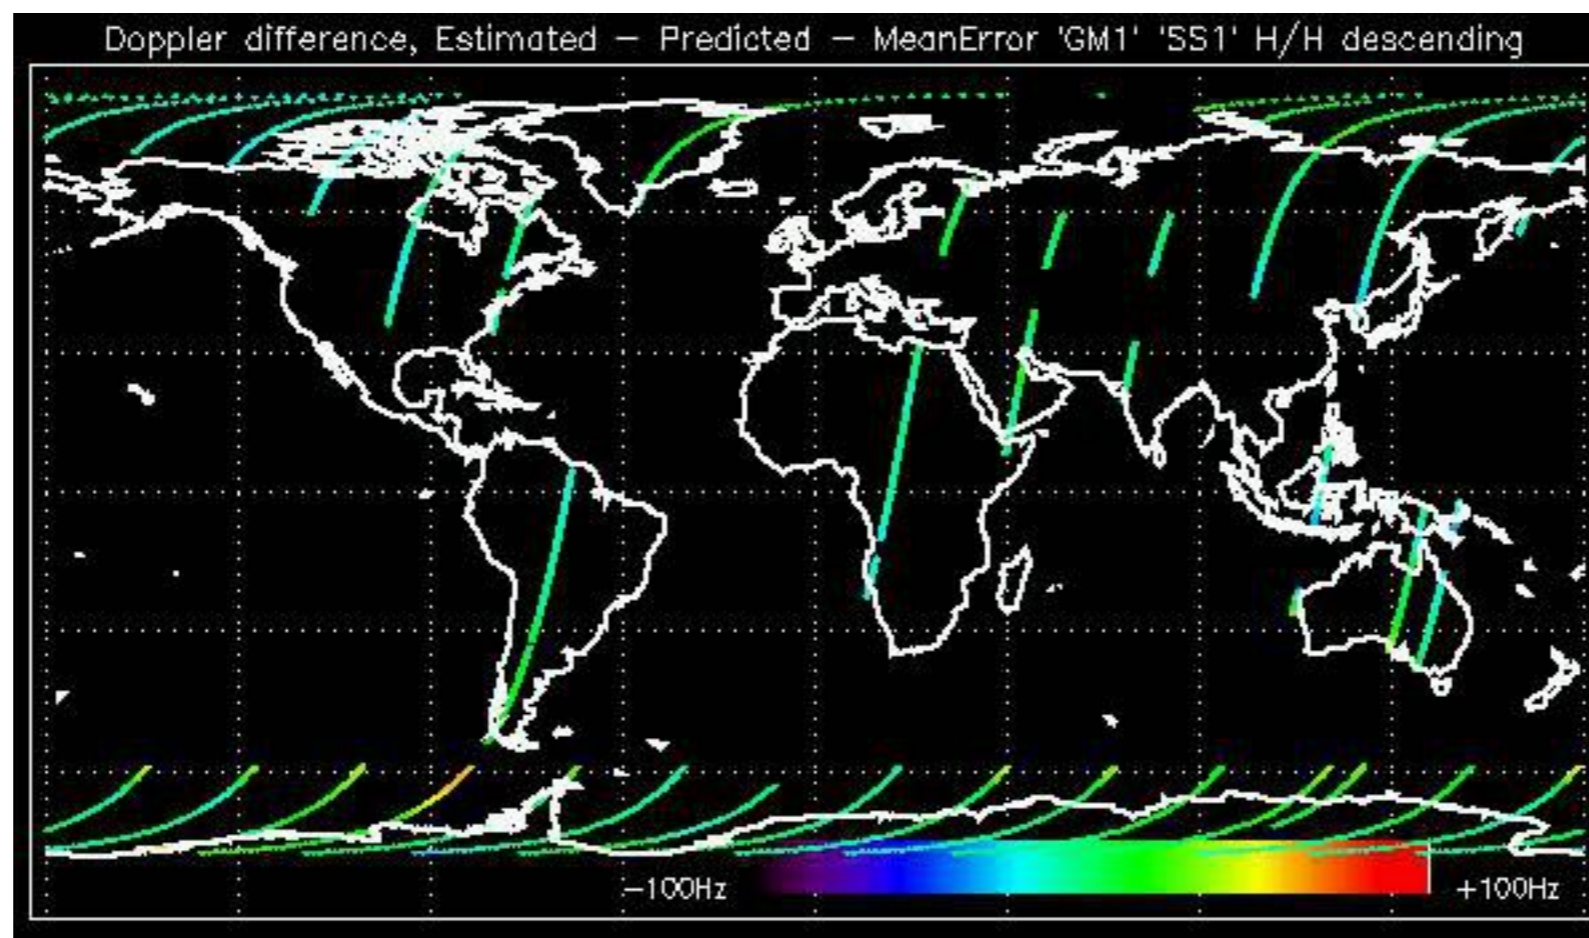 Doppler difference, Estimated – Predicted – MeanError 'GM1' 'SS1' H/H descending
–100Hz
+100Hz